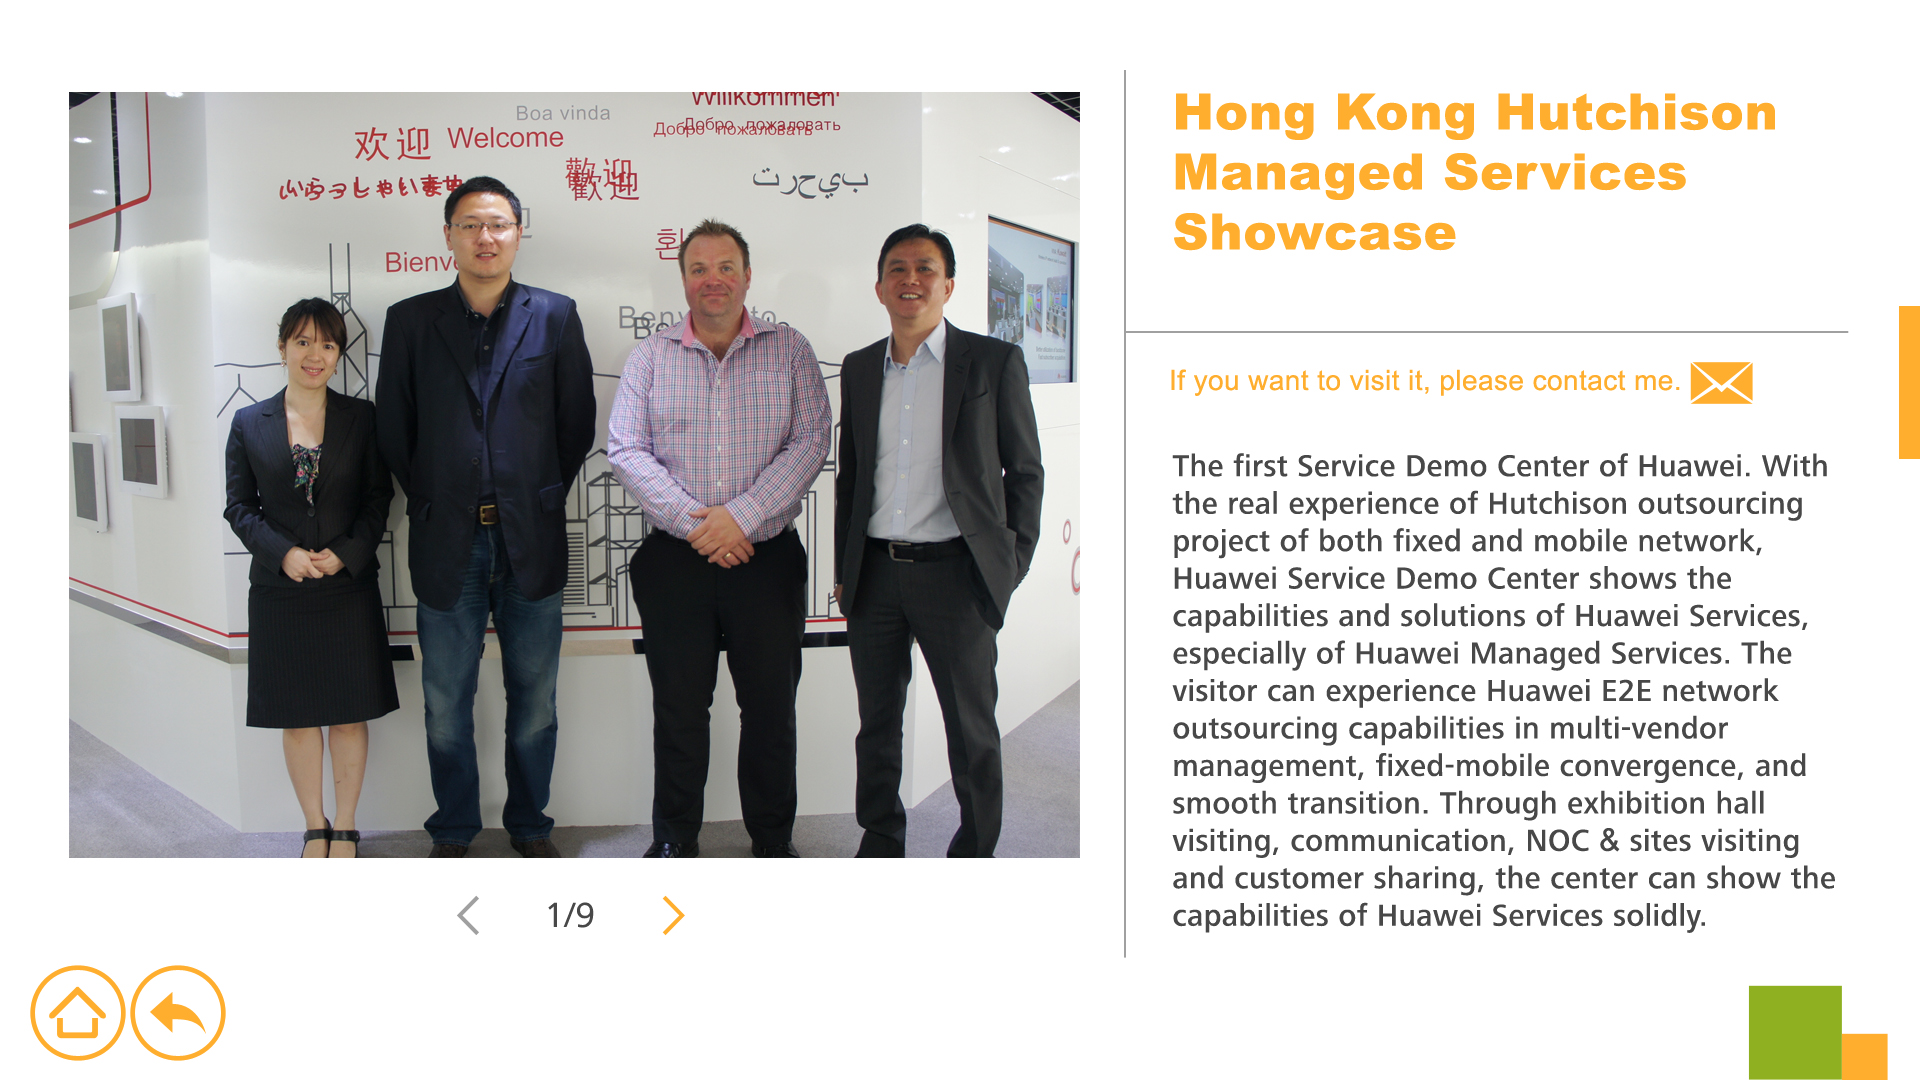 Boa vinda
Willkommen
欢迎 Welcome
Добро пожаловать
Добро пожаловать
歡迎
歡迎
いらっしゃいませ
ترحيب
환
Bienve
Hong Kong Hutchison
Managed Services
Showcase
If you want to visit it, please contact me.
The first Service Demo Center of Huawei. With
the real experience of Hutchison outsourcing
project of both fixed and mobile network,
Huawei Service Demo Center shows the
capabilities and solutions of Huawei Services,
especially of Huawei Managed Services. The
visitor can experience Huawei E2E network
outsourcing capabilities in multi-vendor
management, fixed-mobile convergence, and
smooth transition. Through exhibition hall
visiting, communication, NOC & sites visiting
and customer sharing, the center can show the
capabilities of Huawei Services solidly.
1/9